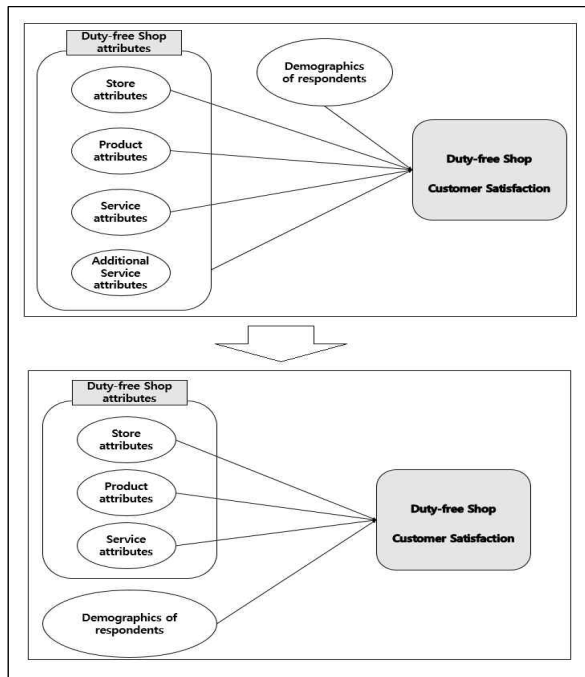 Duty-free Shop
attributes
Store
attributes
Product
attributes
Service
attributes
Additional
Service
attributes
Demographics
of respondents
Duty-free Shop
Customer Satisfaction
Duty-free Shop
attributes
Store
attributes
Product
attributes
Service
attributes
Demographics of
respondents
Duty-free Shop
Customer Satisfaction